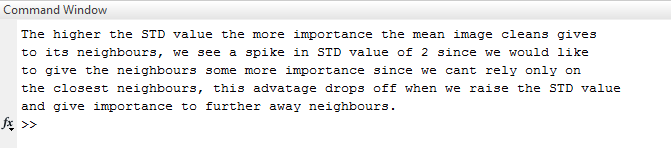 Command Window
The higher the STD value the more importance the mean image cleans gives
to its neighbours, we see a spike in STD value of 2 since we would like
to give the neighbours some more importance since we cant rely only on
the closest neighbours, this advatage drops off when we raise the STD value
and give importance to further away neighbours.
fx >>